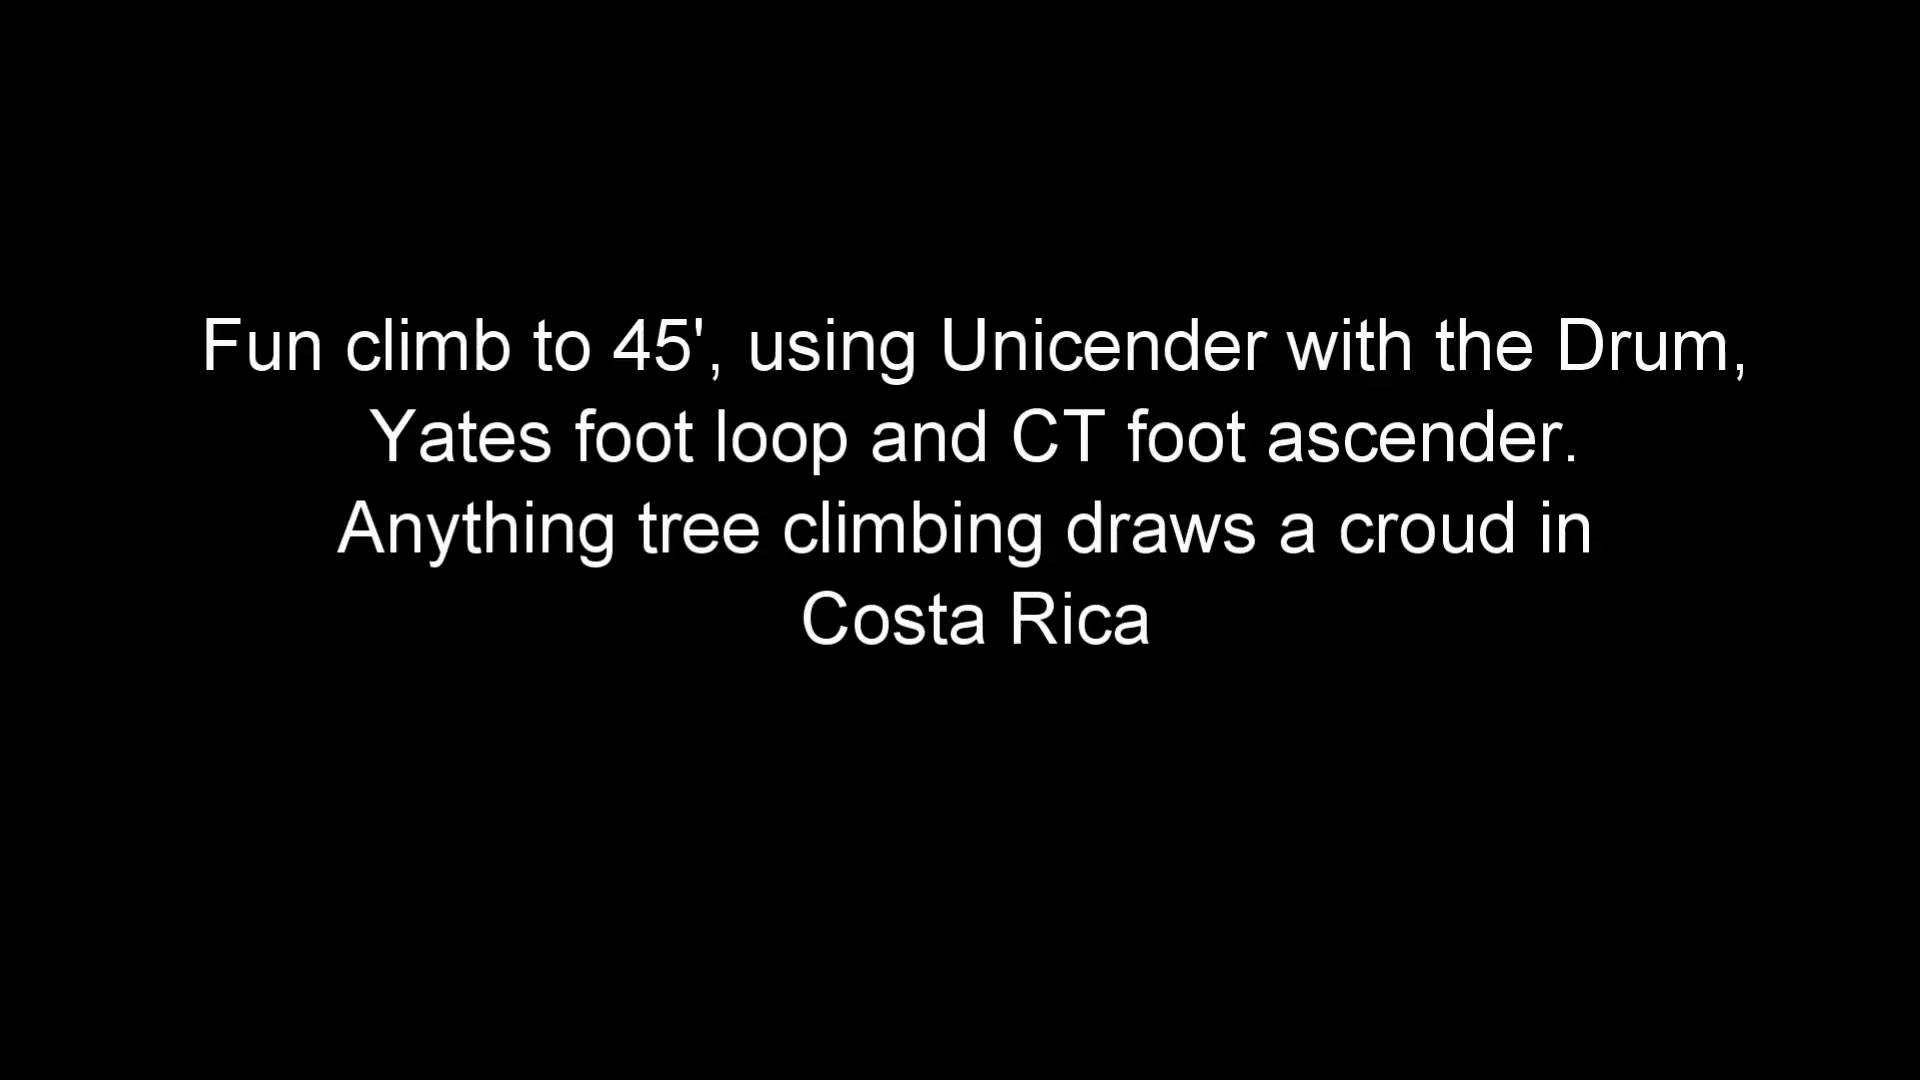 Fun climb to 45', using Unicender with the Drum,
Yates foot loop and CT foot ascender.
Anything tree climbing draws a croud in
Costa Rica